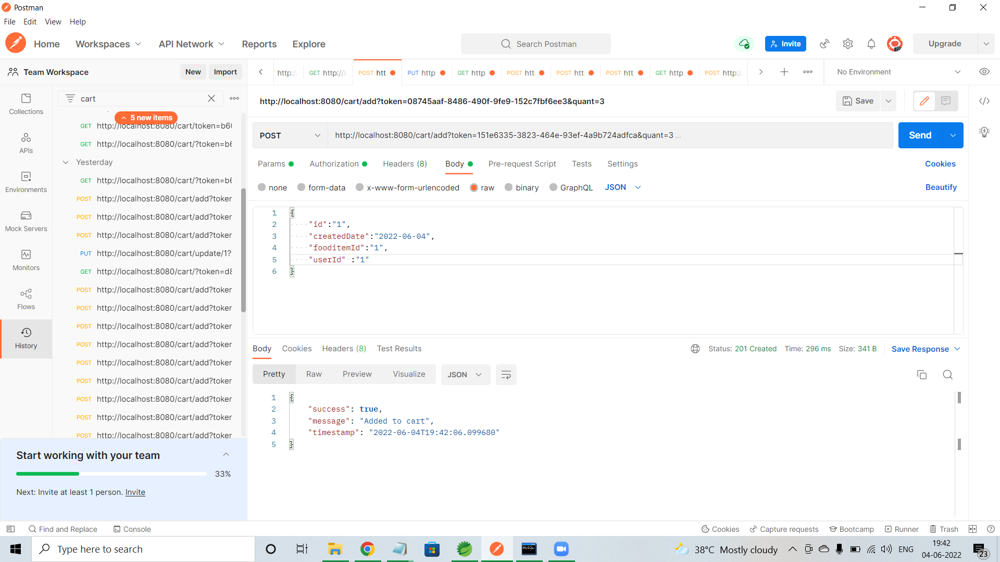 Postman
File Edit View Help
Home Workspaces API Network Reports Explore Search Postman Invite Upgrade
Team Workspace New Import
http:/ GET http://l POST htt PUT http GET http POST htt POST htt POST htt GET http POST http:/ No Environment
cart
http://localhost:8080/cart/add?token=08745aaf-8486-490f-9fe9-152c7fbf6ee3&quant=3 Save
5 new items
GET http://localhost:8080/cart/token=b60
GET http://localhost:8080/cart/?token=b6
Yesterday
GET http://localhost:8080/cart/?token=b6
POST http://localhost:8080/cart/add?token
POST http://localhost:8080/cart/add?token
POST http://localhost:8080/cart/add?token
PUT http://localhost:8080/cart/update/1?
GET http://localhost:8080/cart/?token=d8
POST http://localhost:8080/cart/add?token
POST http://localhost:8080/cart/add?token
POST http://localhost:8080/cart/add?token
POST http://localhost:8080/cart/add?token
POST http://localhost:8080/cart/add?token
POST http://localhost:8080/cart/add?token
POST http://localhost:8080/cart/add?token
POST http://localhost:8080/cart/add?token
POST http://localhost:8080/cart/add?token
Collections
APIs
Environments
Mock Servers
Monitors
Flows
History
POST http://localhost:8080/cart/add?token=151e6335-3823-464e-93ef-4a9b724adfca&quant=3 ... Send
Params Authorization Headers (8) Body Pre-request Script Tests Settings Cookies
none form-data x-www-form-urlencoded raw binary GraphQL JSON Beautify
1 {
2 "id":"1",
3 "createdDate":"2022-06-04",
4 "fooditemId":"1",
5 "userId" :"1"
6 }
Body Cookies Headers (8) Test Results Status: 201 Created Time: 296 ms Size: 341 B Save Response
Pretty Raw Preview Visualize JSON
1 {
2 "success": true,
3 "message": "Added to cart",
4 "timestamp": "2022-06-04T19:42:06.099680"
5 }
Start working with your team
33%
Next: Invite at least 1 person. Invite
Find and Replace Console Cookies Capture requests Bootcamp Runner Trash
Type here to search MySQL 38°C Mostly cloudy ENG 19:42
04-06-2022 23